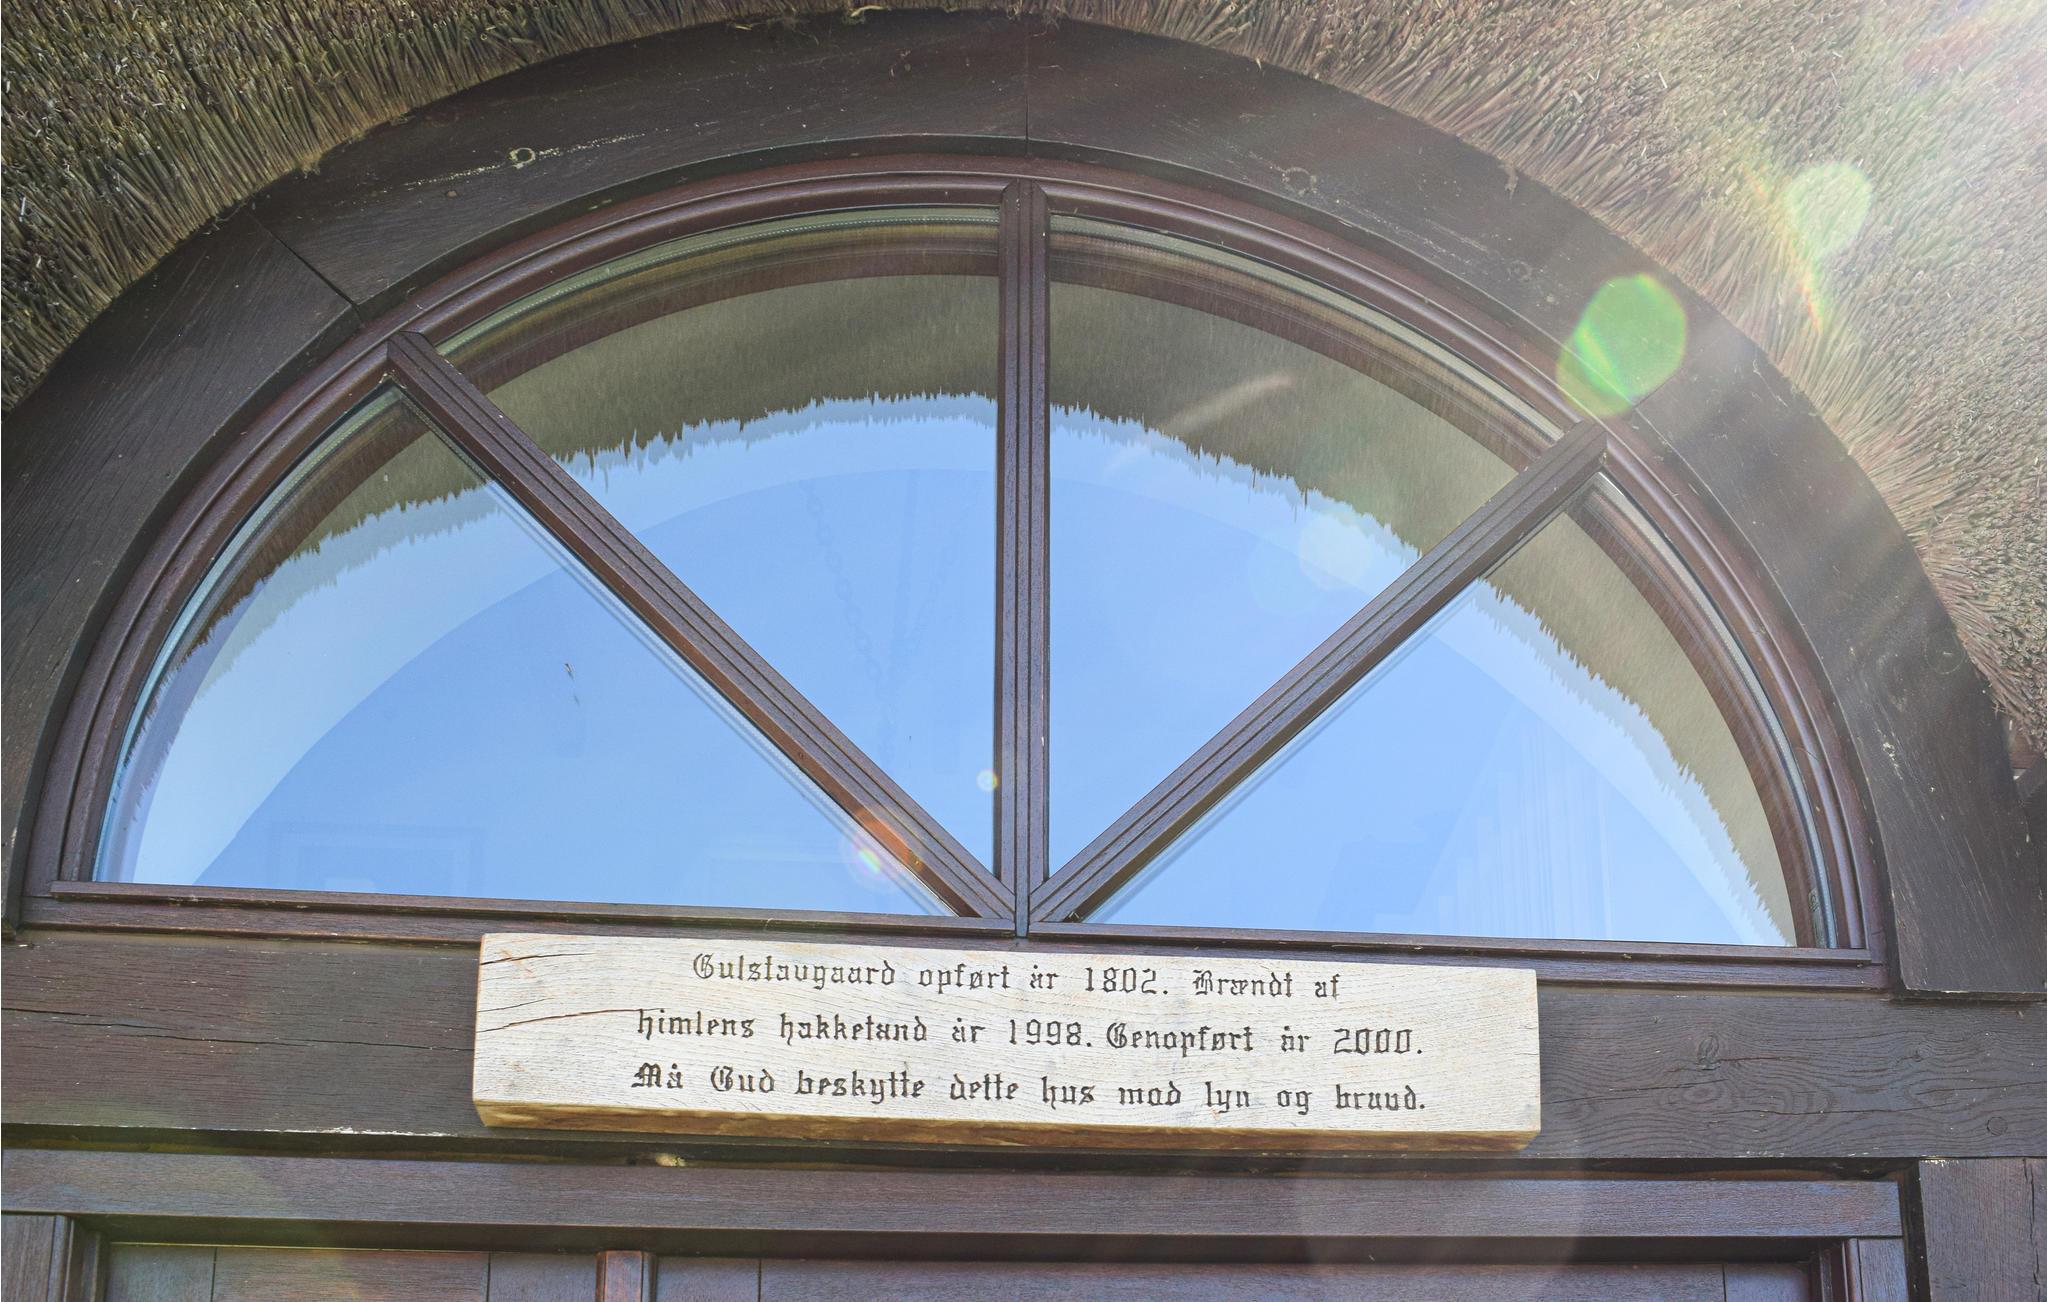 Gulstavgaard opført år 1802. Brændt af
himlens hakketand år 1998. Genopført år 2000.
Må Gud beskytte dette hus mod lyn og brand.